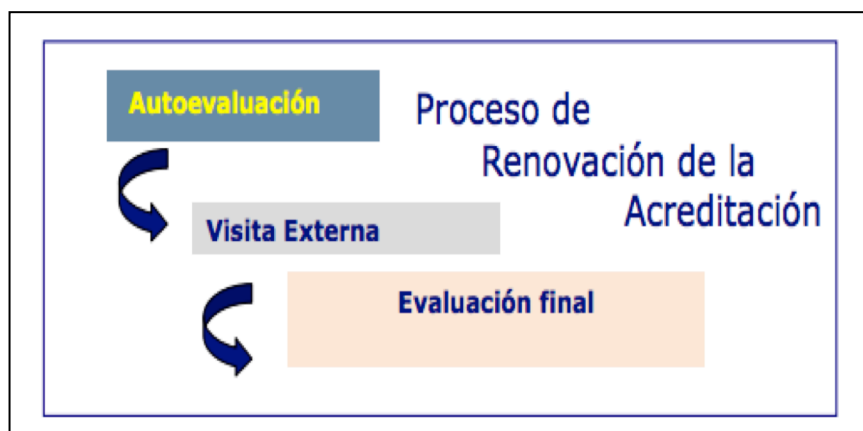 Autoevaluación
Proceso de
Renovación de la
Acreditación
Visita Externa
Evaluación final